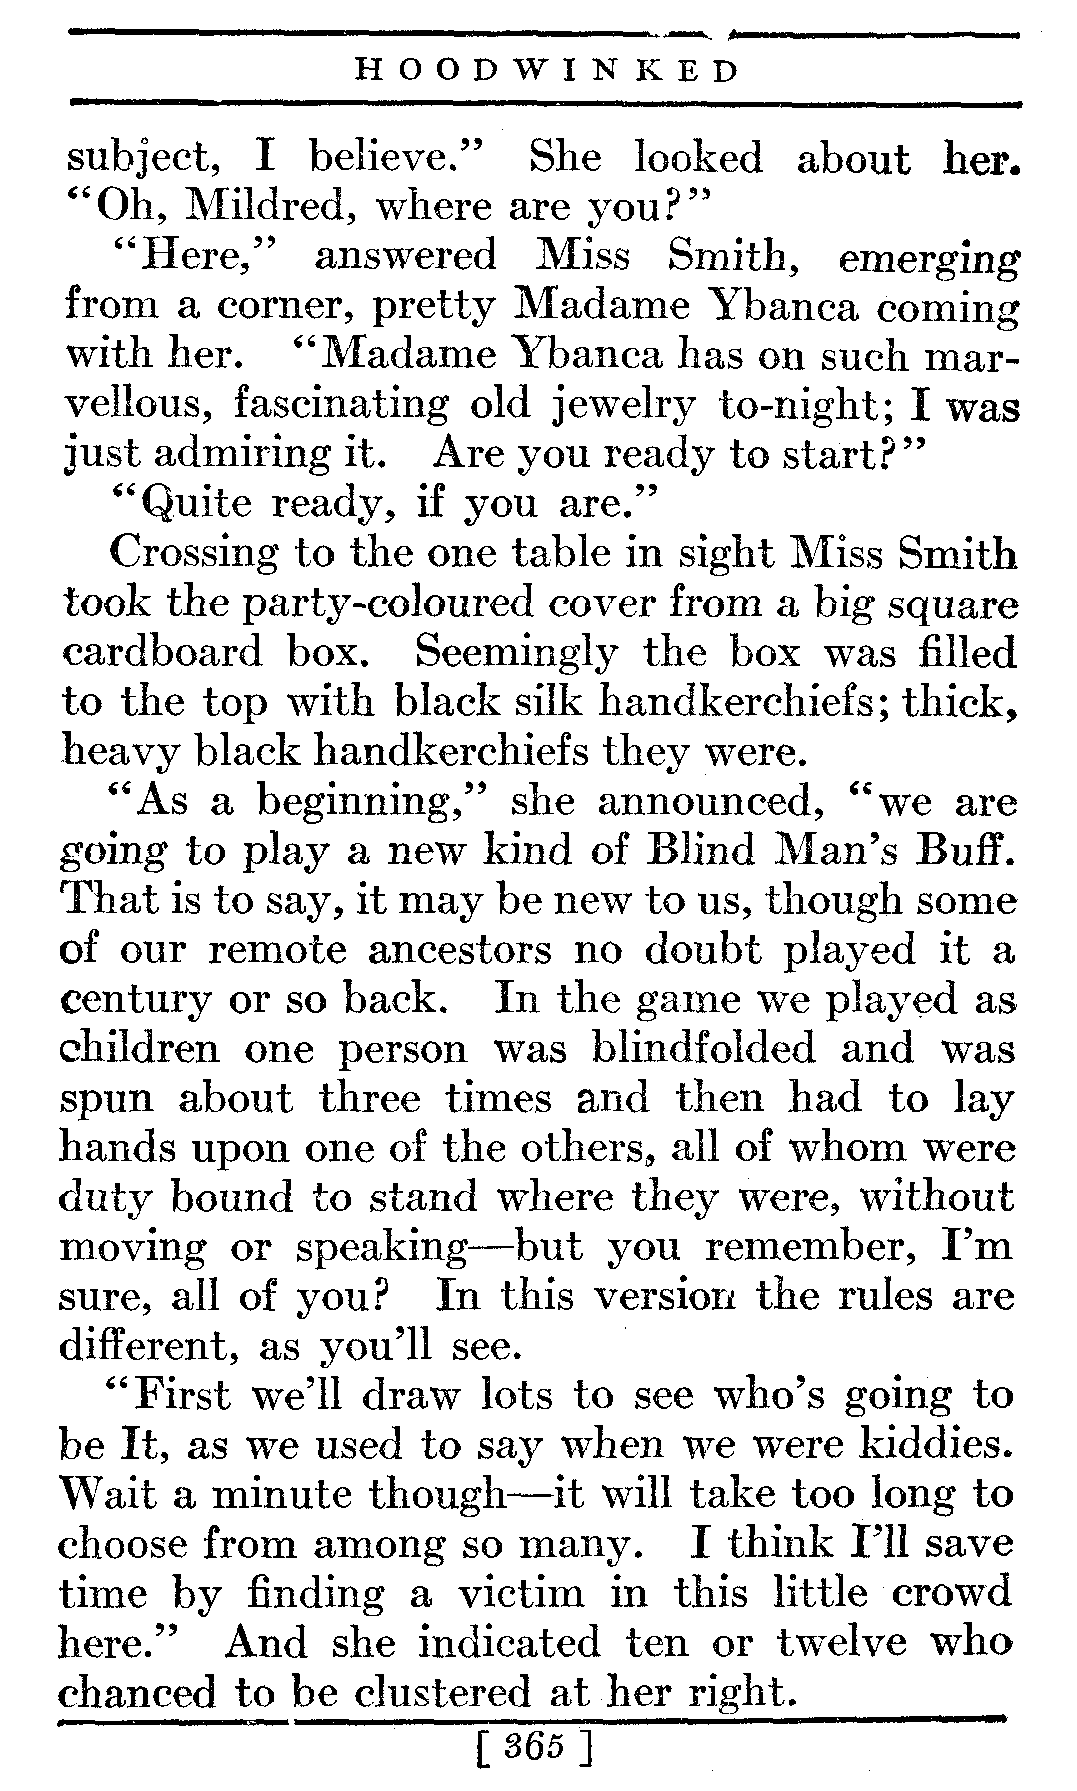 HOODWINKED
subject, I believe." She looked about her.
"Oh, Mildred, where are you?"
"Here," answered Miss Smith, emerging
from a corner, pretty Madame Ybanca coming
with her. "Madame Ybanca has on such mar-
vellous, fascinating old jewelry to-night; I was
just admiring it. Are you ready to start?"
"Quite ready, if you are."
Crossing to the one table in sight Miss Smith
took the party-coloured cover from a big square
cardboard box. Seemingly the box was filled
to the top with black silk handkerchiefs; thick,
heavy black handkerchiefs they were.
"As a beginning," she announced, "we are
going to play a new kind of Blind Man's Buff.
That is to say, it may be new to us, though some
of our remote ancestors no doubt played it a
century or so back. In the game we played as
children one person was blindfolded and was
spun about three times and then had to lay
hands upon one of the others, all of whom were
duty bound to stand where they were, without
moving or speaking—but you remember, I'm
sure, all of you? In this version the rules are
different, as you'll see.
"First we'll draw lots to see who's going to
be It, as we used to say when we were kiddies.
Wait a minute though—it will take too long to
choose from among so many. I think I'll save
time by finding a victim in this little crowd
here." And she indicated ten or twelve who
chanced to be clustered at her right.
[ 365 ]